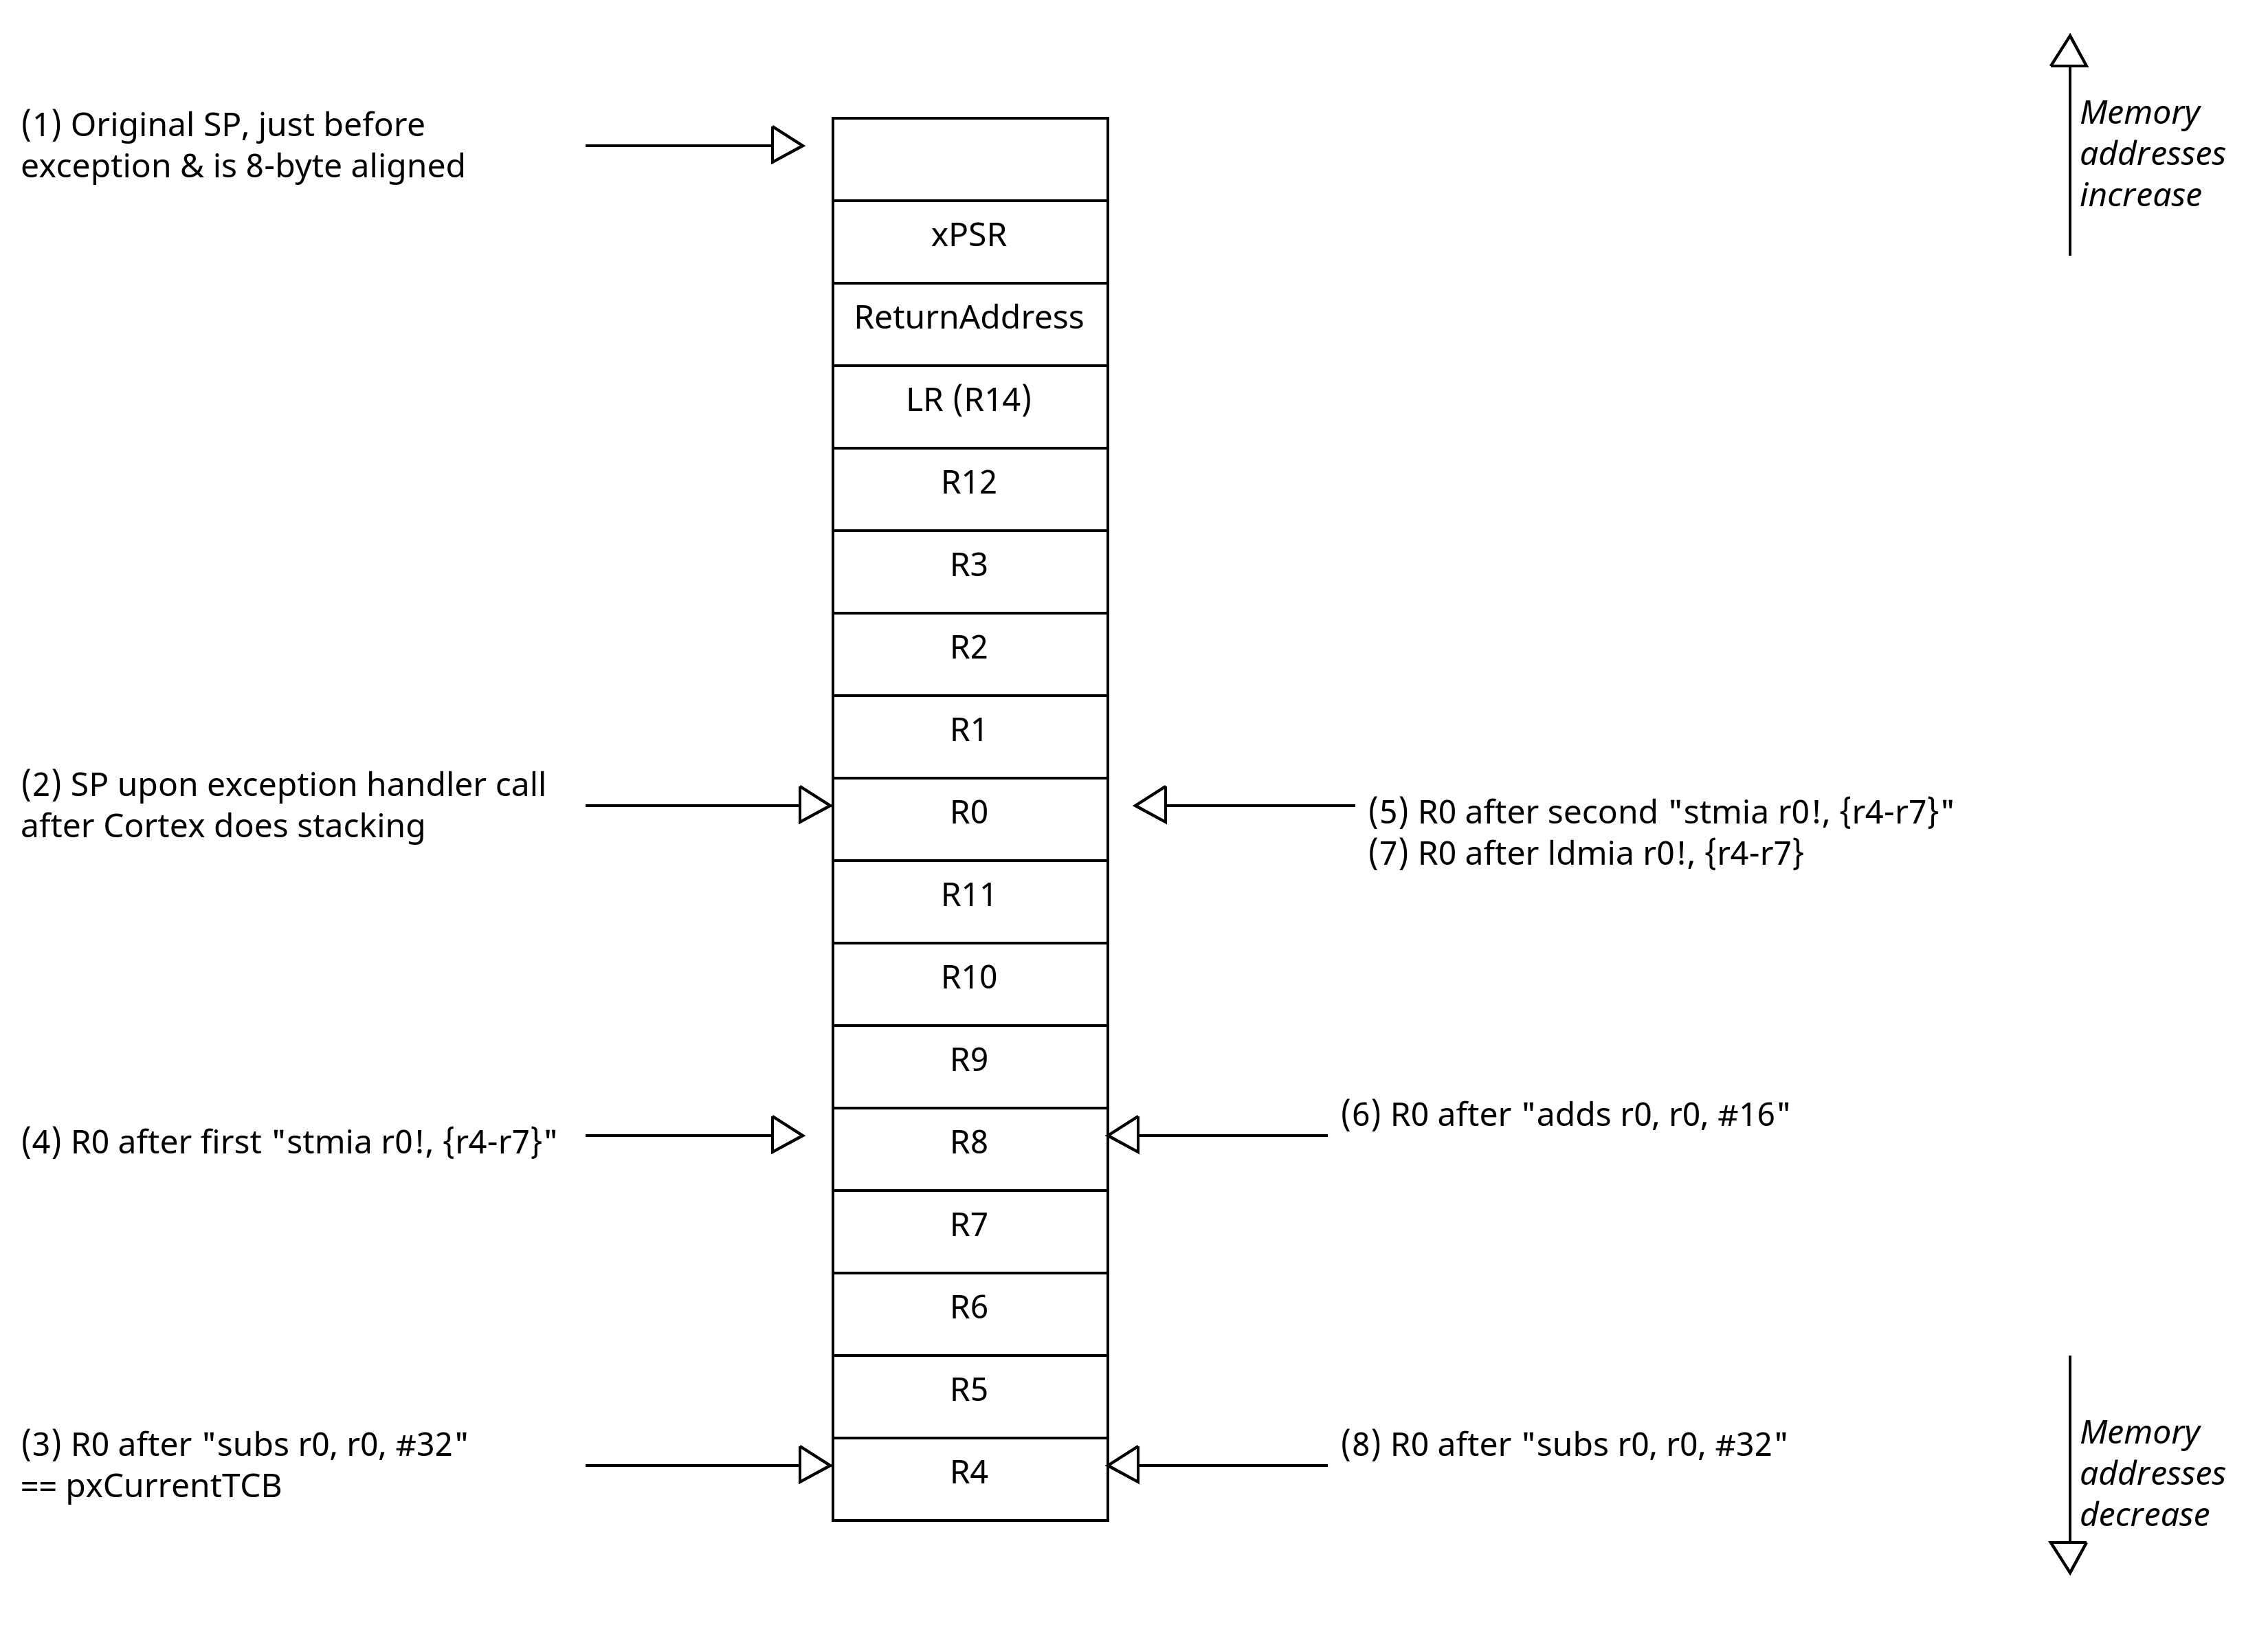 (1) Original SP, just before
exception & is 8-byte aligned
Memory
addresses
increase
xPSR
ReturnAddress
LR (R14)
R12
R3
R2
R1
(2) SP upon exception handler call
after Cortex does stacking
R0
(5) R0 after second "stmia r0!, {r4-r7}"
(7) R0 after ldmia r0!, {r4-r7}
R11
R10
R9
(4) R0 after first "stmia r0!, {r4-r7}"
R8
(6) R0 after "adds r0, r0, #16"
R7
R6
R5
(3) R0 after "subs r0, r0, #32"
== pxCurrentTCB
R4
(8) R0 after "subs r0, r0, #32"
Memory
addresses
decrease